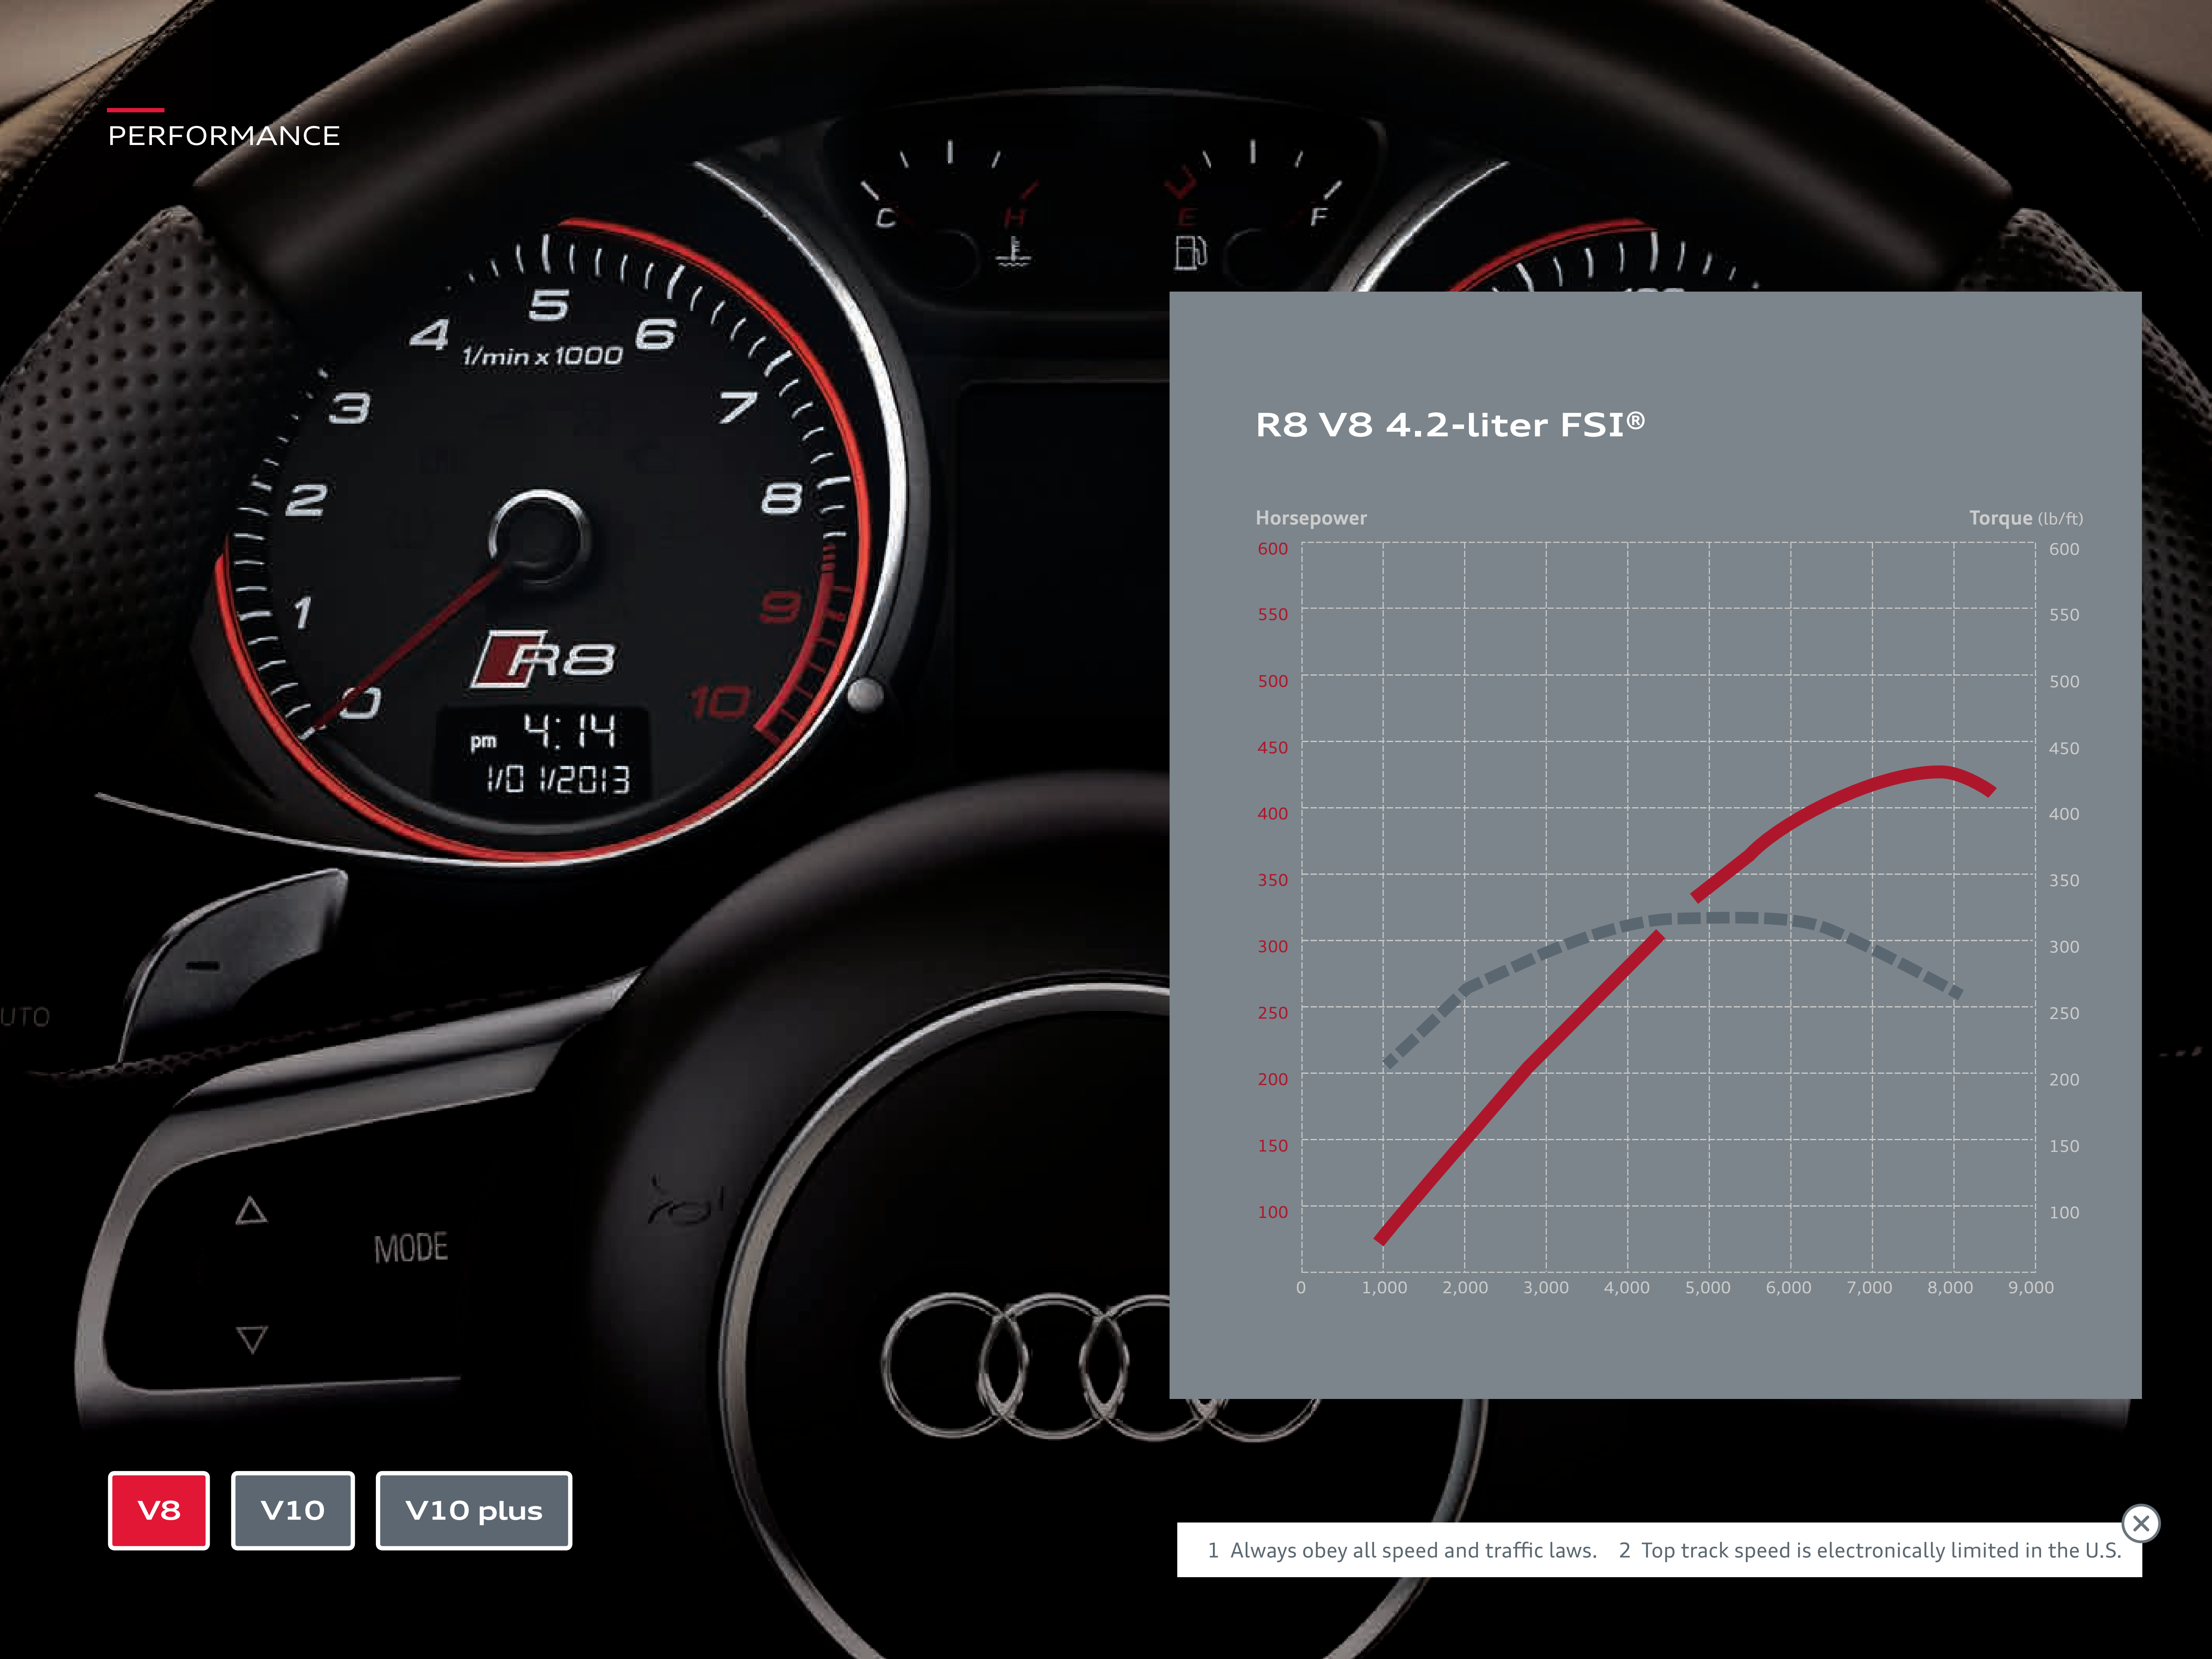 PERFORMANCE
C H E F
4 5 6
1/min x 1000
3 7
2 8
1 9
R8
0 10
pm 4:14
1/01/2013
UTO
MODE
R8 V8 4.2-liter FSI®
Horsepower Torque (lb/ft)
600 600
550 550
500 500
450 450
400 400
350 350
300 300
250 250
200 200
150 150
100 100
0 1,000 2,000 3,000 4,000 5,000 6,000 7,000 8,000 9,000
V8 V10 V10 plus
1 Always obey all speed and traffic laws. 2 Top track speed is electronically limited in the U.S.